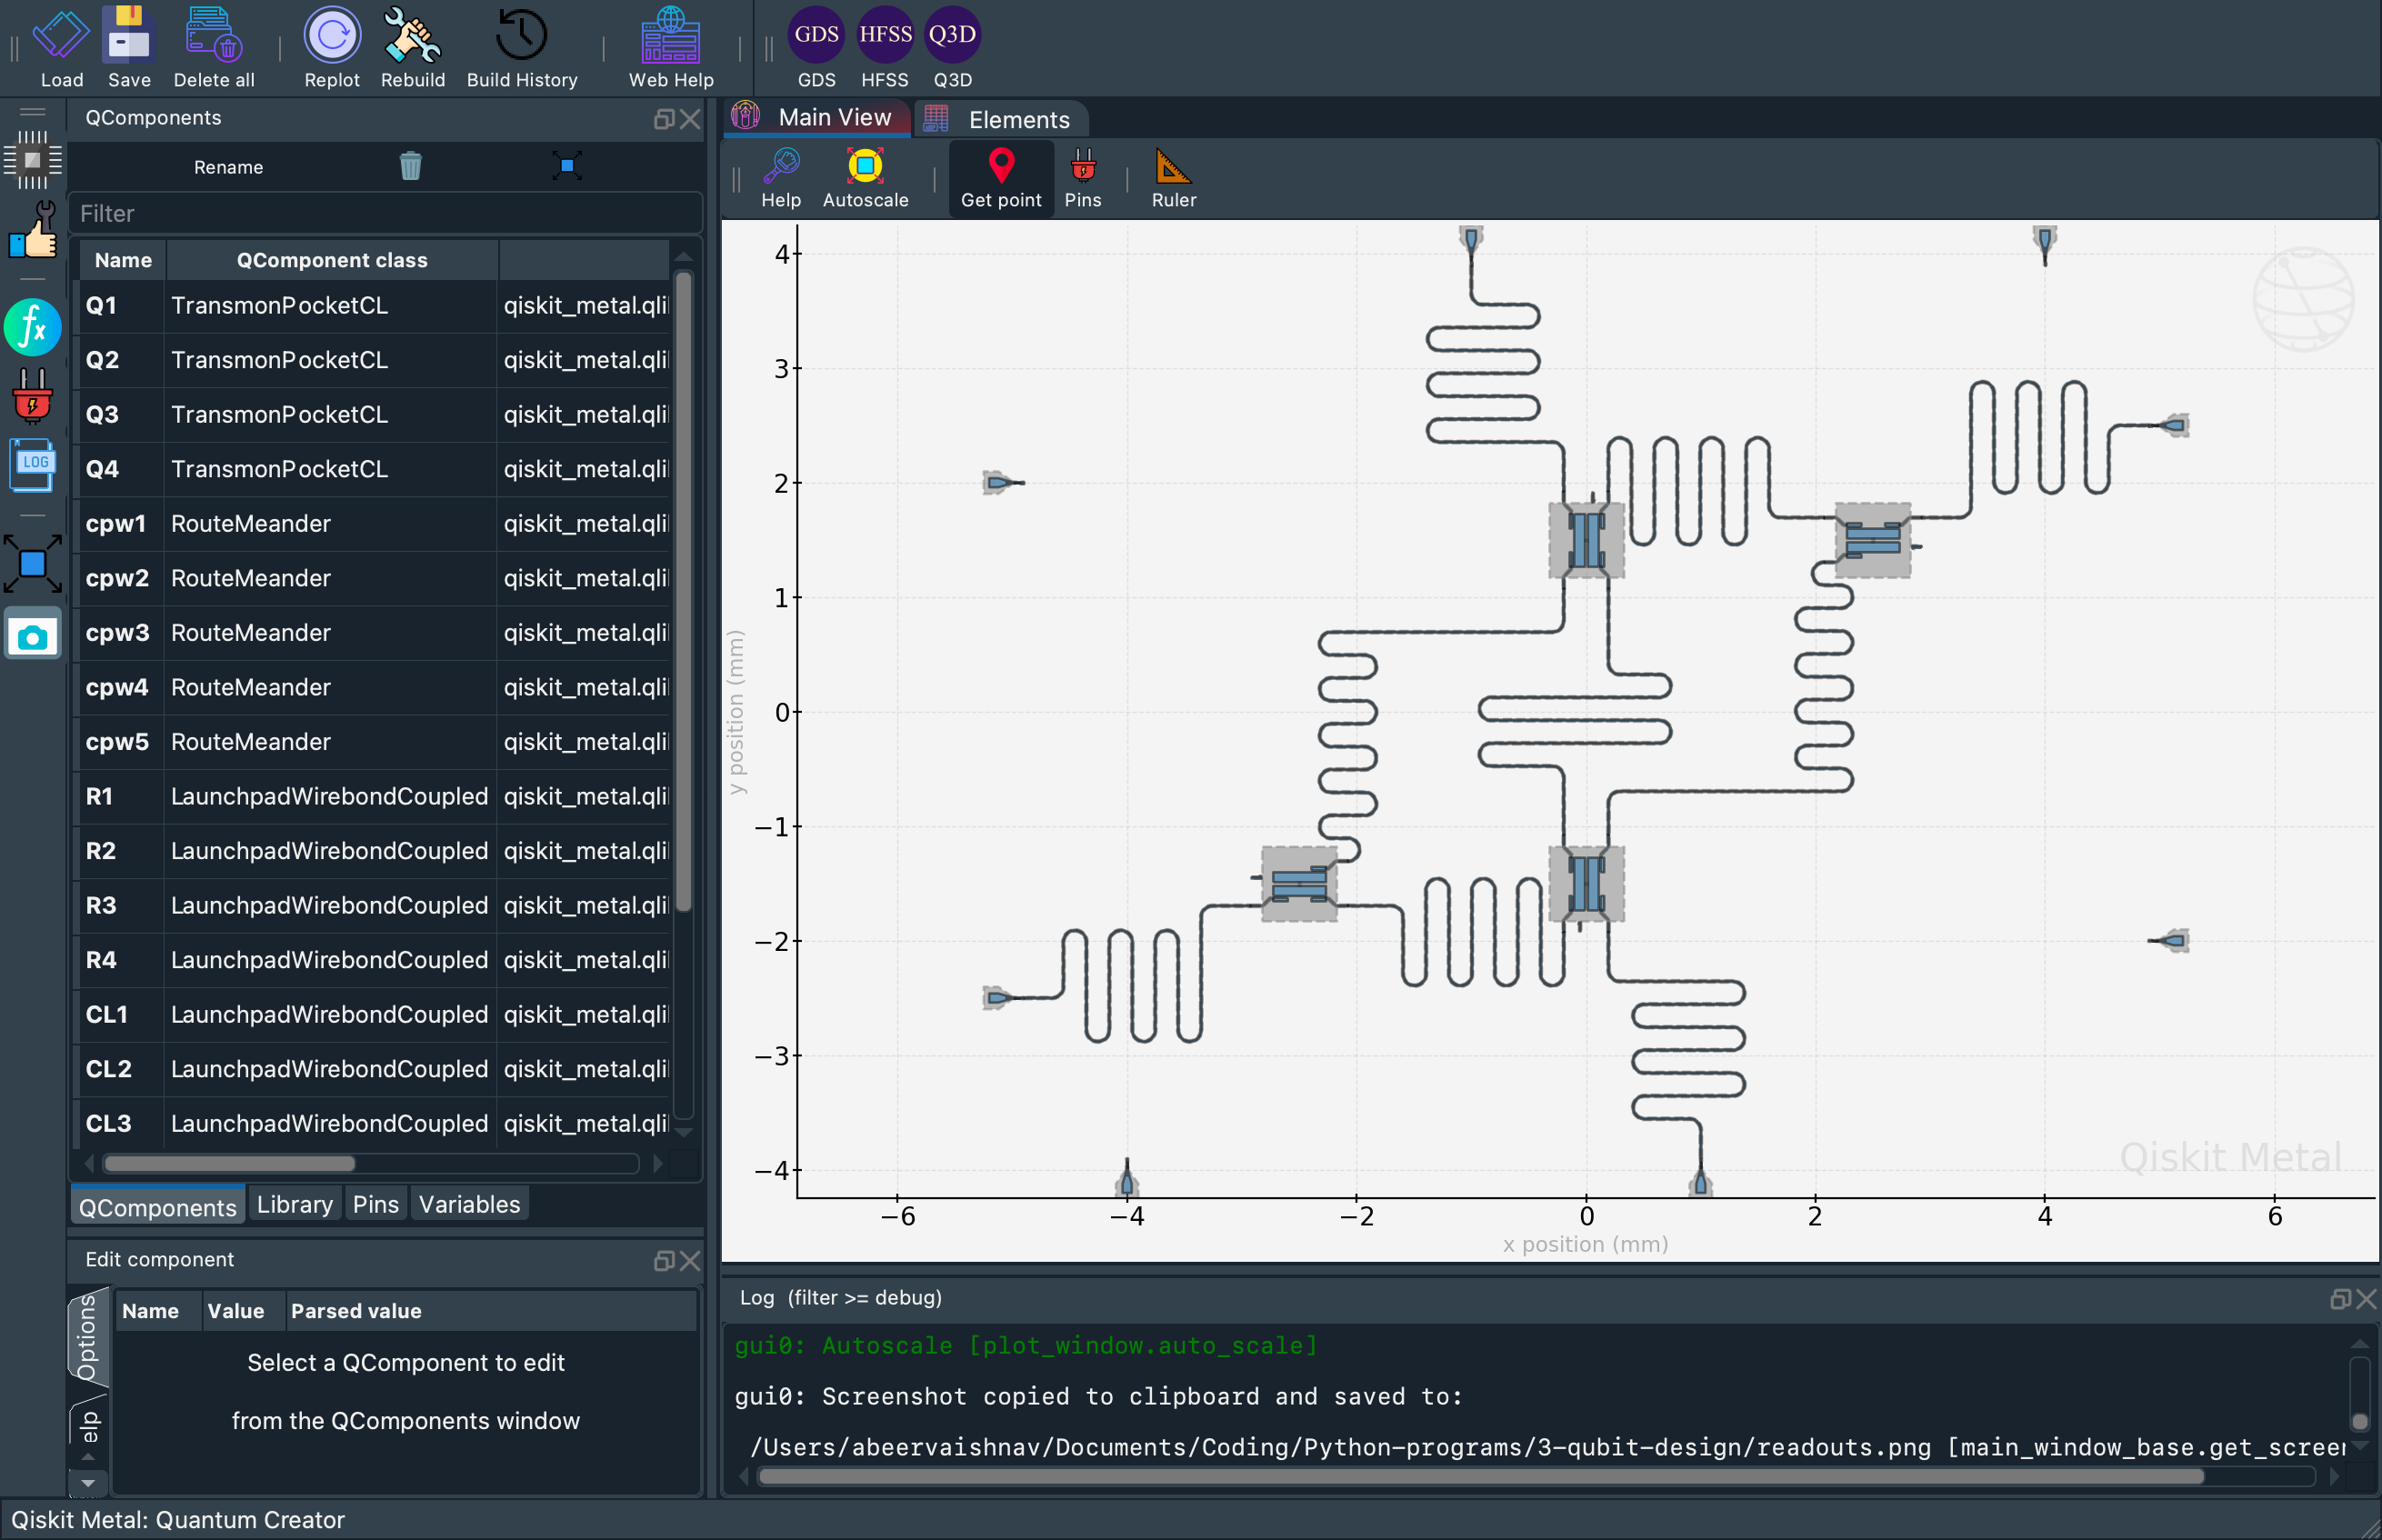 GDS HFSS Q3D
Load Save Delete all Replot Rebuild Build History Web Help GDS HFSS Q3D
QComponents
Rename
Filter
Name QComponent class
Q1 TransmonPocketCL qiskit_metal.qli
Q2 TransmonPocketCL qiskit_metal.qli
Q3 TransmonPocketCL qiskit_metal.qli
Q4 TransmonPocketCL qiskit_metal.qli
cpw1 RouteMeander qiskit_metal.qli
cpw2 RouteMeander qiskit_metal.qli
cpw3 RouteMeander qiskit_metal.qli
cpw4 RouteMeander qiskit_metal.qli
cpw5 RouteMeander qiskit_metal.qli
R1 LaunchpadWirebondCoupled qiskit_metal.qli
R2 LaunchpadWirebondCoupled qiskit_metal.qli
R3 LaunchpadWirebondCoupled qiskit_metal.qli
R4 LaunchpadWirebondCoupled qiskit_metal.qli
CL1 LaunchpadWirebondCoupled qiskit_metal.qli
CL2 LaunchpadWirebondCoupled qiskit_metal.qli
CL3 LaunchpadWirebondCoupled qiskit_metal.qli
QComponents Library Pins Variables
fx
LOG
Edit component
Options
elp
Name Value Parsed value
Select a QComponent to edit
from the QComponents window
Main View Elements
Help Autoscale Get point Pins Ruler
4
3
2
1
0
−1
−2
−3
−4
y position (mm)
−6 −4 −2 0 2 4 6
x position (mm)
Qiskit Metal
Log (filter >= debug)
gui0: Autoscale [plot_window.auto_scale]
gui0: Screenshot copied to clipboard and saved to:
/Users/abeervaishnav/Documents/Coding/Python-programs/3-qubit-design/readouts.png [main_window_base.get_screen
Qiskit Metal: Quantum Creator